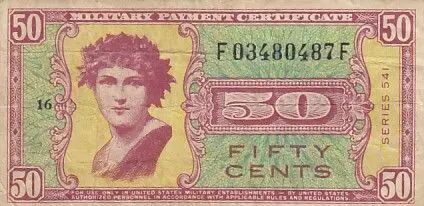 50 MILITARY PAYMENT CERTIFICATE 50
F03480487F
16
50
SERIES 541
FIFTY
CENTS
50 FOR USE ONLY IN UNITED STATES MILITARY ESTABLISHMENTS - BY UNITED STATES 50
AUTHORIZED PERSONNEL IN ACCORDANCE WITH APPLICABLE RULES AND REGULATIONS